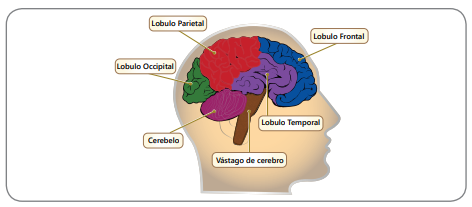 Lobulo Parietal
Lobulo Frontal
Lobulo Occipital
Lobulo Temporal
Cerebelo
Vástago de cerebro